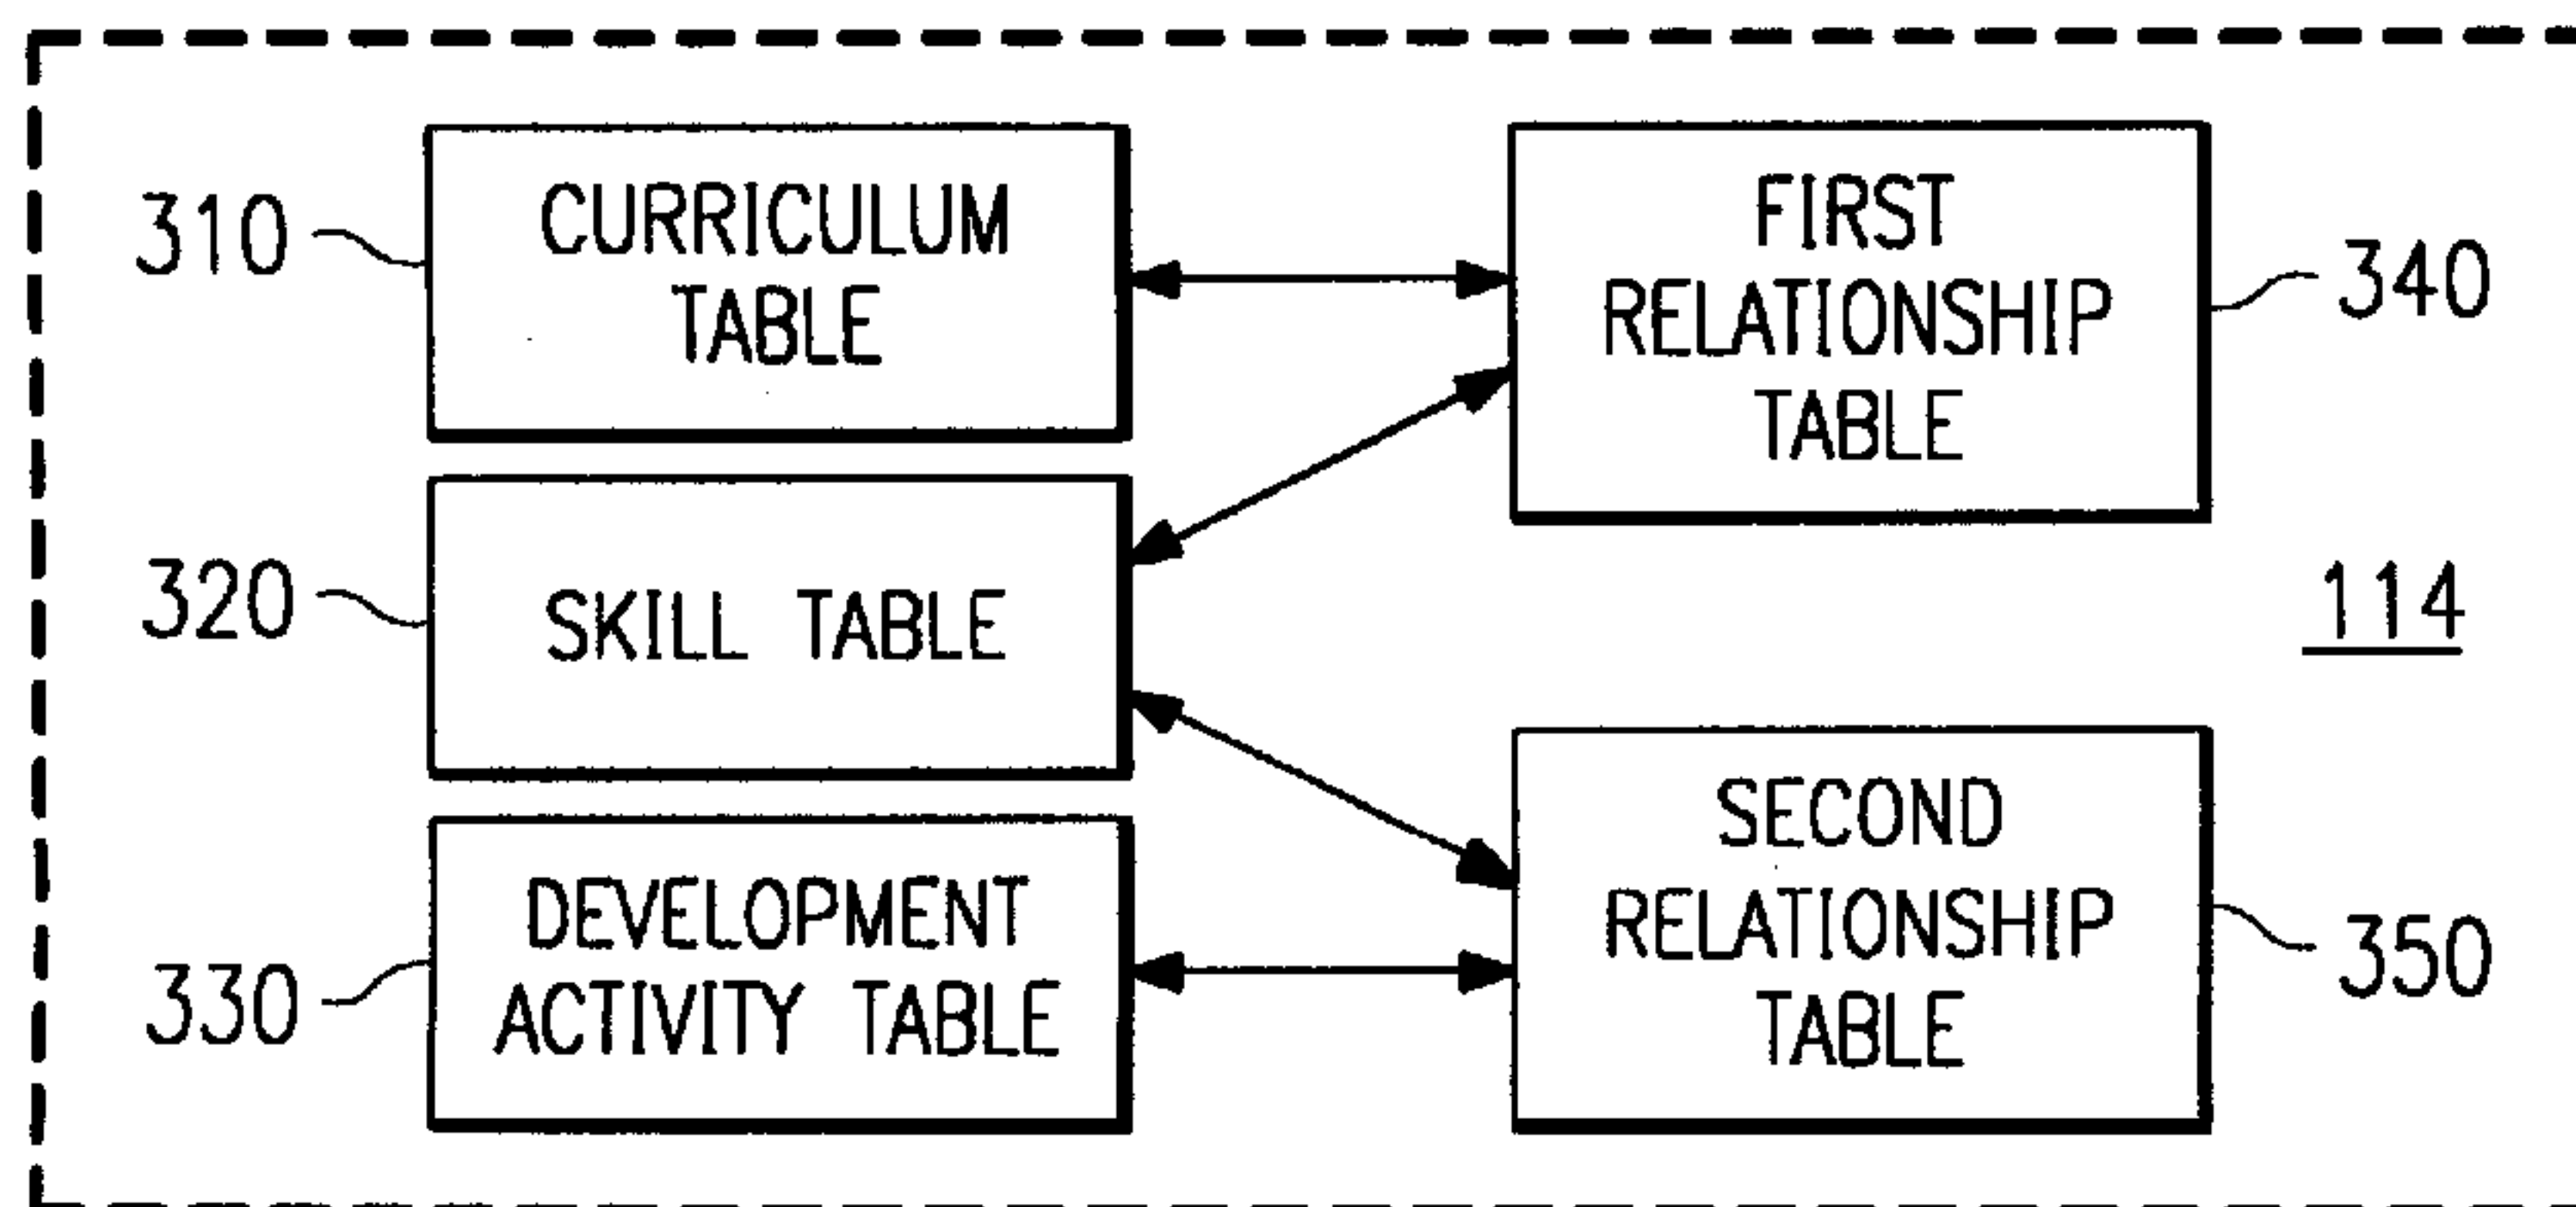 310
CURRICULUM
TABLE
FIRST
RELATIONSHIP
TABLE
340
320
SKILL TABLE
114
330
DEVELOPMENT
ACTIVITY TABLE
SECOND
RELATIONSHIP
TABLE
350